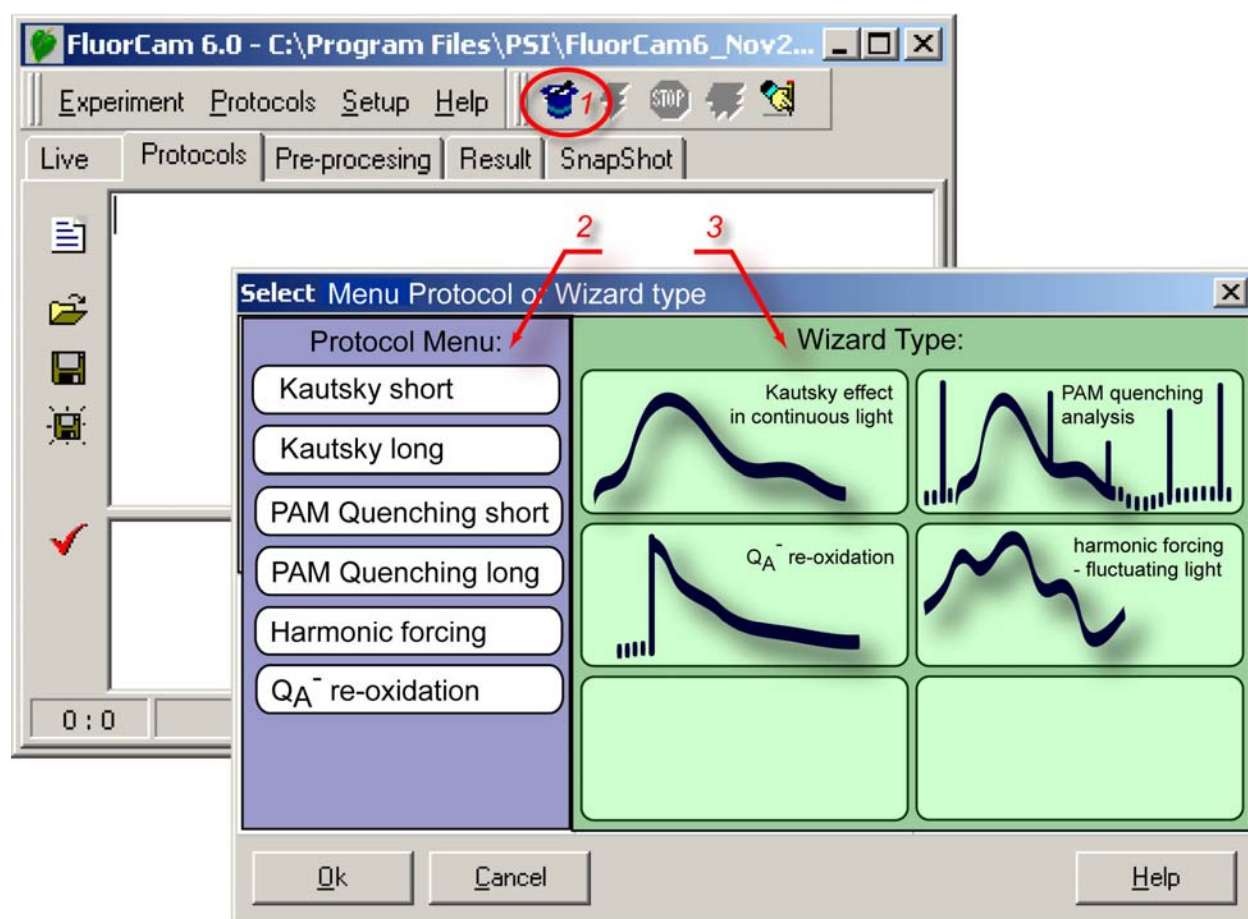 FluorCam 6.0 - C:\Program Files\PSI\FluorCam6_Nov2...
Experiment Protocols Setup Help 1 STOP
Live Protocols Pre-procesing Result SnapShot
2 3
Select Menu Protocol or Wizard type
Protocol Menu:
Kautsky short
Kautsky long
PAM Quenching short
PAM Quenching long
Harmonic forcing
QA- re-oxidation
Wizard Type:
Kautsky effect
in continuous light
PAM quenching
analysis
QA- re-oxidation
harmonic forcing
- fluctuating light
0 : 0
Ok Cancel Help